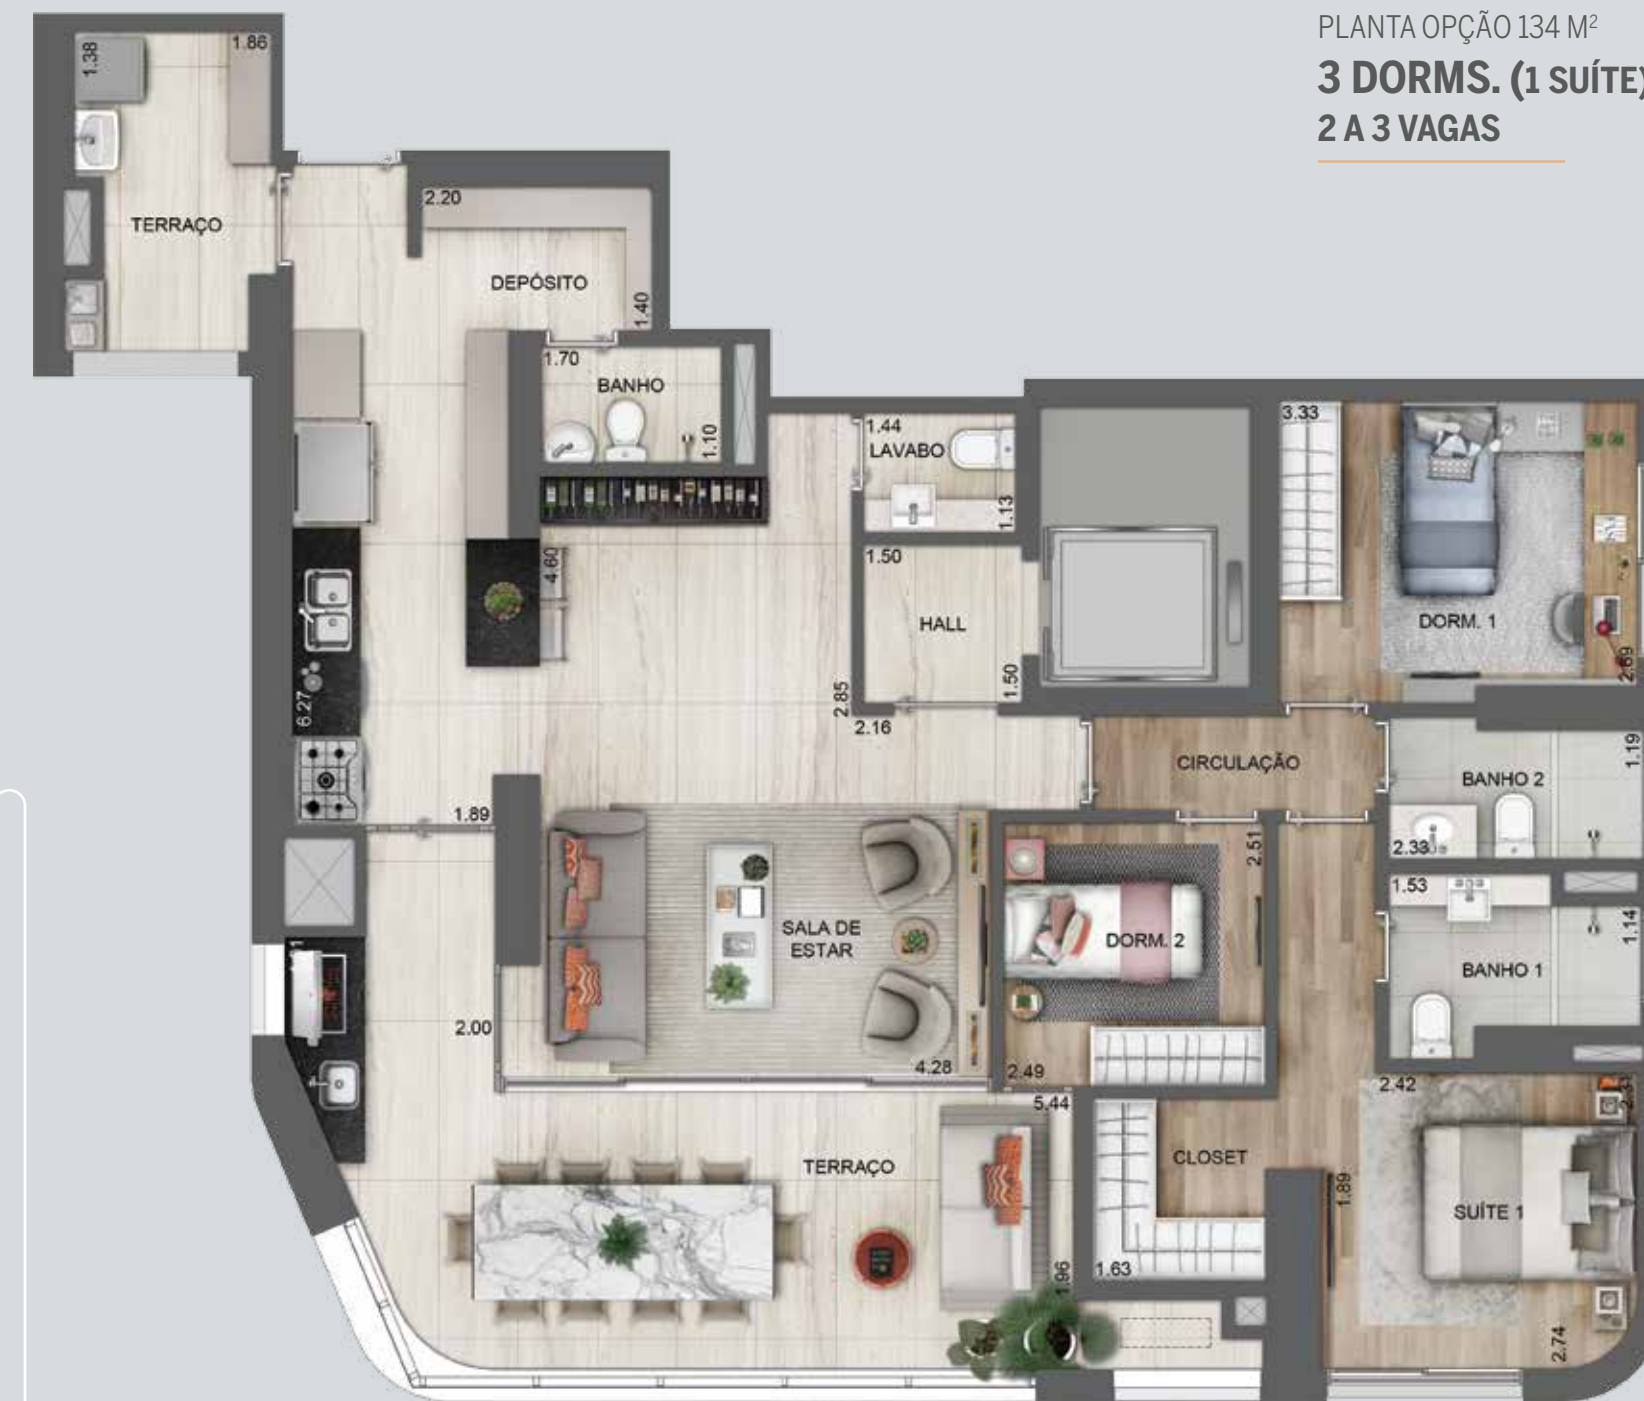 PLANTA OPÇÃO 134 M²
3 DORMS. (1 SUÍTE)
2 A 3 VAGAS
1.38
1.86
TERRAÇO
2.20
DEPÓSITO
1.40
1.70
BANHO
1.10
1.44
LAVABO
1.13
3.33
DORM. 1
2.69
4.60
1.50
HALL
1.50
6.27
2.85
2.16
CIRCULAÇÃO
BANHO 2
1.19
2.33
1.89
2.51
DORM. 2
2.49
SALA DE
ESTAR
4.28
2.00
1.53
1.14
BANHO 1
5.44
TERRAÇO
1.96
CLOSET
1.63
2.42
1.89
SUÍTE 1
2.74